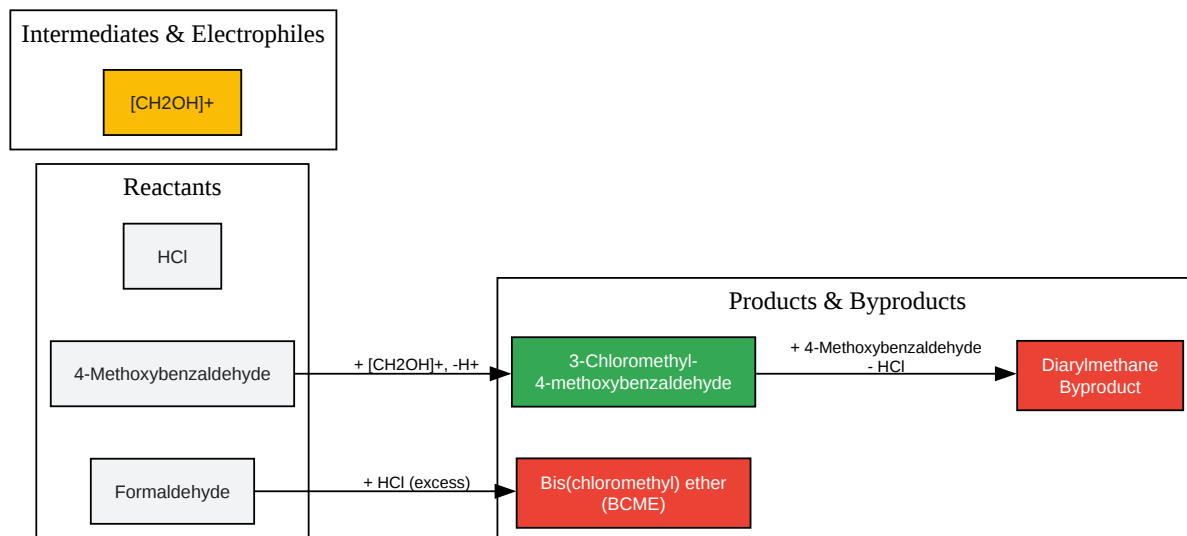 Intermediates & Electrophiles
[CH2OH]+
Reactants
HCl
4-Methoxybenzaldehyde
Formaldehyde
+ [CH2OH]+, -H+
+ HCl (excess)
Products & Byproducts
3-Chloromethyl-
4-methoxybenzaldehyde
+ 4-Methoxybenzaldehyde
- HCl
Diarylmethane
Byproduct
Bis(chloromethyl) ether
(BCME)